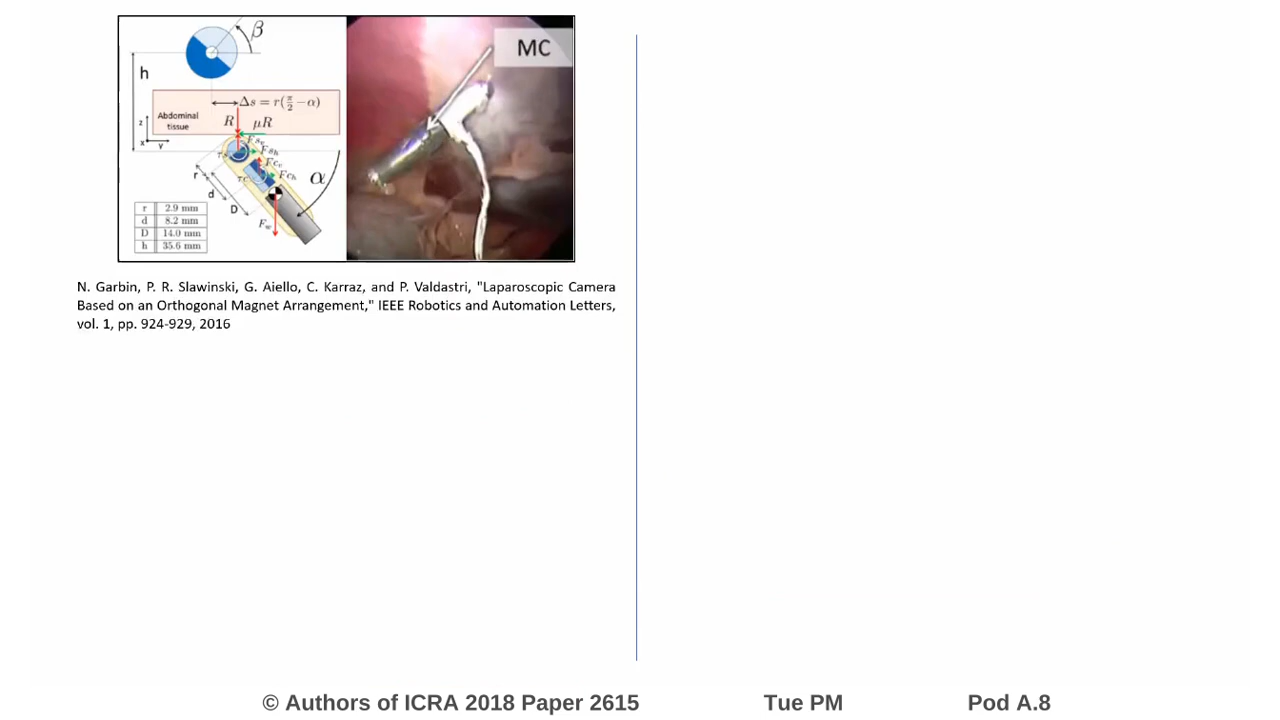 β
MC
h
Δs = r(π/2 − α)
Abdominal
tissue
R
μR
z
x
y
r
d
D
α
r 2.9 mm
d 8.2 mm
D 14.0 mm
h 35.6 mm
N. Garbin, P. R. Slawinski, G. Aiello, C. Karraz, and P. Valdastri, "Laparoscopic Camera
Based on an Orthogonal Magnet Arrangement," IEEE Robotics and Automation Letters,
vol. 1, pp. 924-929, 2016
© Authors of ICRA 2018 Paper 2615 Tue PM Pod A.8